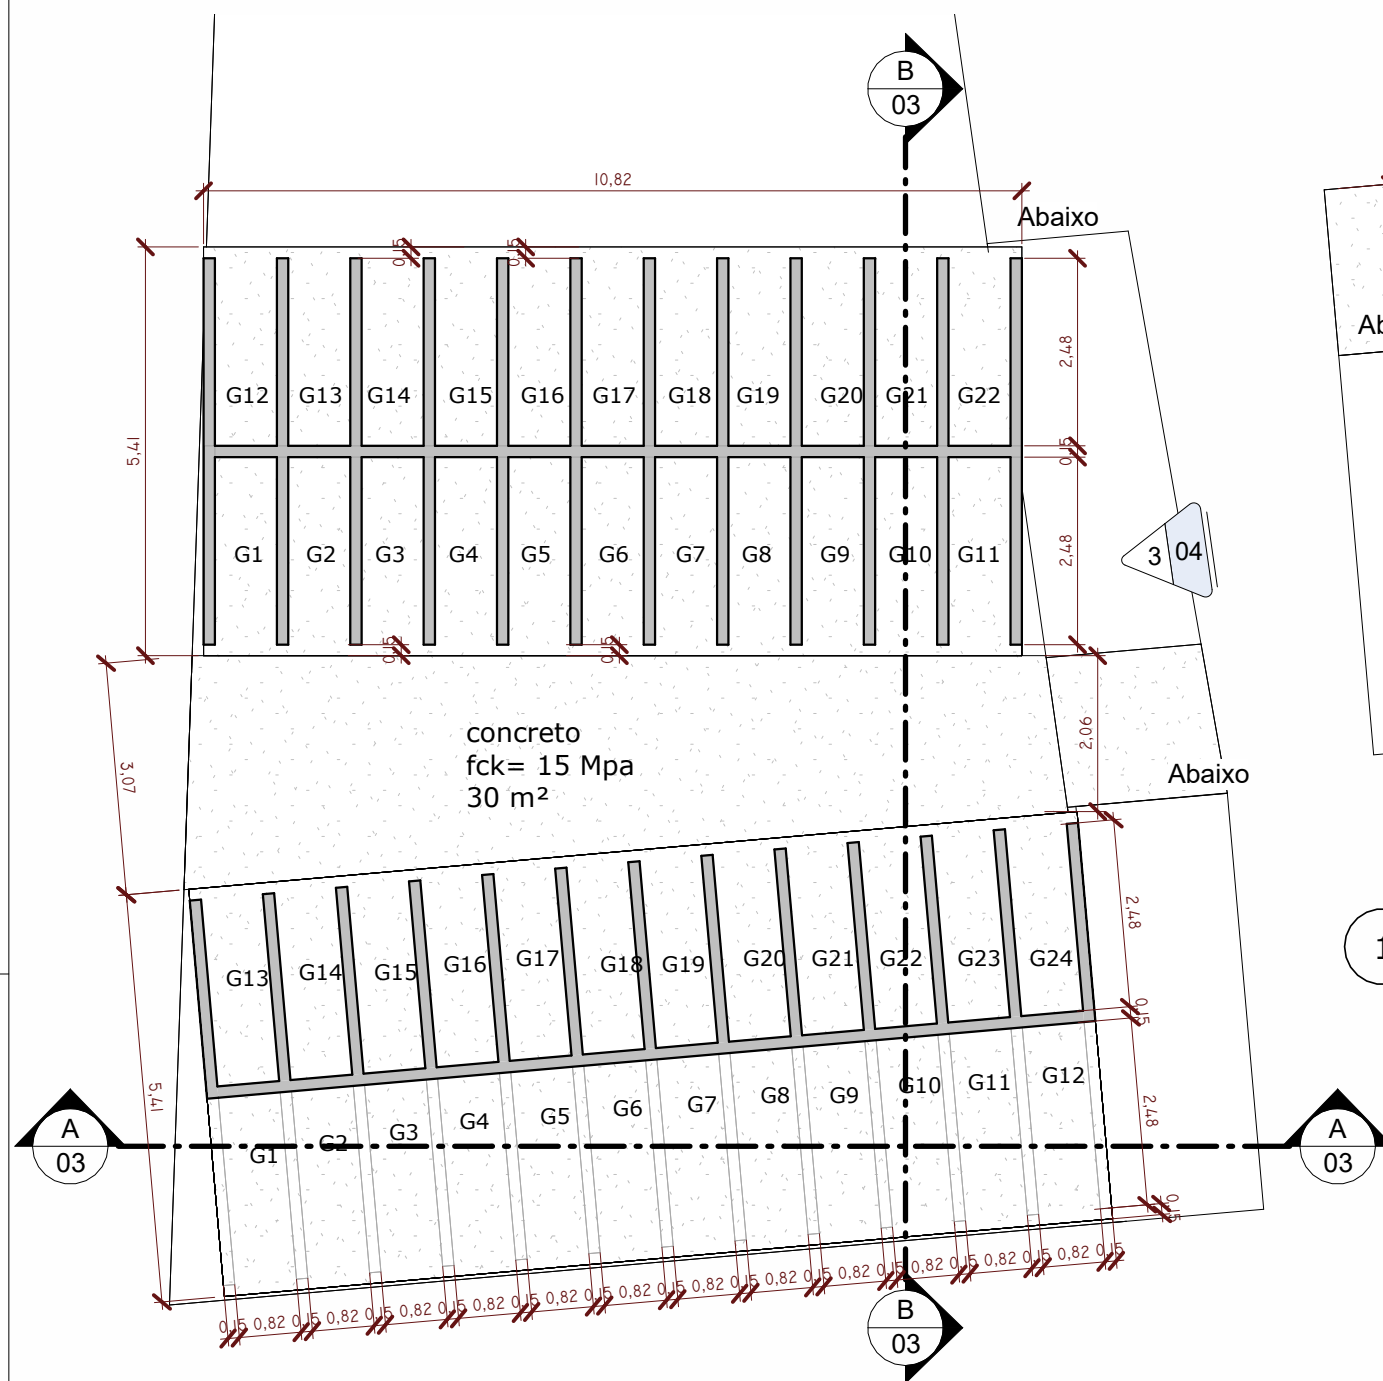 B
03
10,82
Abaixo
0,15
0,15
2,48
Ab
G12 G13 G14 G15 G16 G17 G18 G19 G20 G21 G22
5,41
0,15
G1 G2 G3 G4 G5 G6 G7 G8 G9 G10 G11
2,48
3 04
0,15
0,15
concreto
fck= 15 Mpa
30 m²
2,06
3,07
Abaixo
2,48
1
G13 G14 G15 G16 G17 G18 G19 G20 G21 G22 G23 G24
0,15
G1 G2 G3 G4 G5 G6 G7 G8 G9 G10 G11 G12
5,41
2,48
A
03
A
03
0,15
0,15 0,82 0,15 0,82 0,15 0,82 0,15 0,82 0,15 0,82 0,15 0,82 0,15 0,82 0,15 0,82 0,15 0,82 0,15 0,82 0,15 0,82 0,15 0,82 0,15
B
03